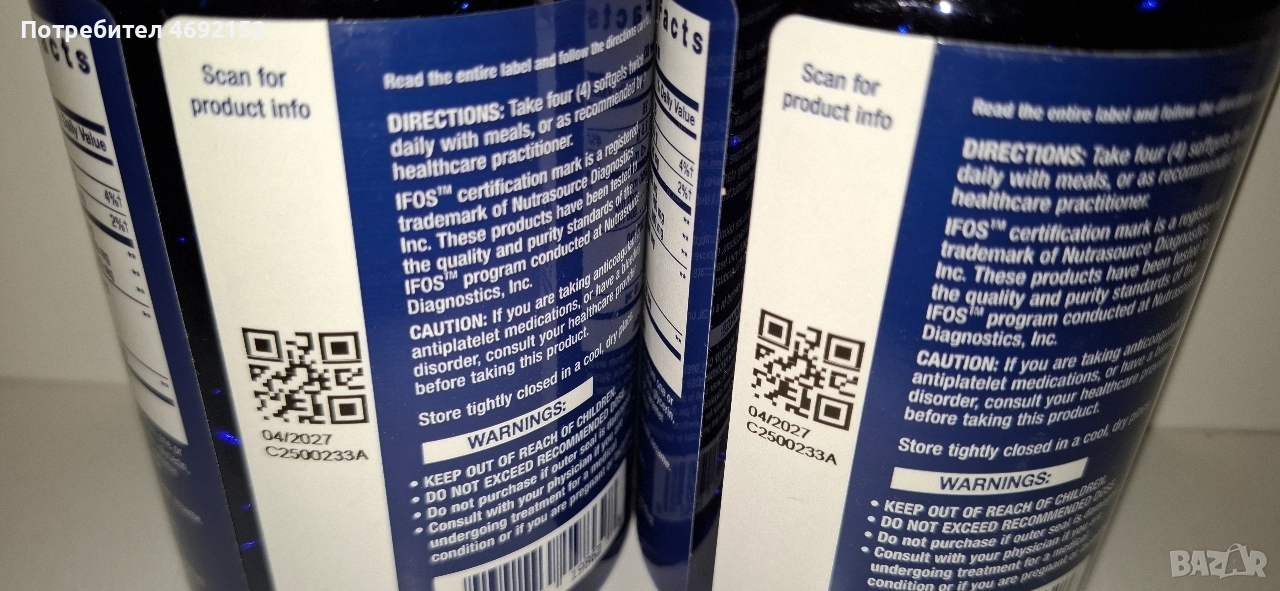 Потребител 4692152
acts
Daily Value
4%†
2%†
**
Scan for
product info
04/2027
C2500233A
Read the entire label and follow the directions
DIRECTIONS: Take four (4) softgels twice
daily with meals, or as recommended by
healthcare practitioner.
IFOS™ certification mark is a registered
trademark of Nutrasource Diagnostics
Inc. These products have been tested
the quality and purity standards of the
IFOS™ program conducted at Nutrasource
Diagnostics, Inc.
CAUTION: If you are taking anticoagulant
antiplatelet medications, or have a
disorder, consult your healthcare
before taking this product.
Store tightly closed in a cool, dry place.
WARNINGS:
• KEEP OUT OF REACH OF CHILDREN.
• DO NOT EXCEED RECOMMENDED DOSE.
• Do not purchase if outer seal is
• Consult with your physician if you
undergoing treatment for a medical
condition or if you are pregnant
acts
Daily Value
4%†
2%†
**
Scan for
product info
04/2027
C2500233A
Read the entire label and follow the directions
DIRECTIONS: Take four (4) softgels
daily with meals, or as recommended
healthcare practitioner.
IFOS™ certification mark is a registered
trademark of Nutrasource Diagnostics
Inc. These products have been tested
the quality and purity standards of the
IFOS™ program conducted at Nutrasource
Diagnostics, Inc.
CAUTION: If you are taking anticoagulant
antiplatelet medications, or have a
disorder, consult your healthcare
before taking this product.
Store tightly closed in a cool, dry
WARNINGS:
• KEEP OUT OF REACH OF CHILDREN.
• DO NOT EXCEED RECOMMENDED DOSE.
• Do not purchase if outer seal is
• Consult with your physician if you
undergoing treatment for a medical
condition or if you are pregnant
BAZAR